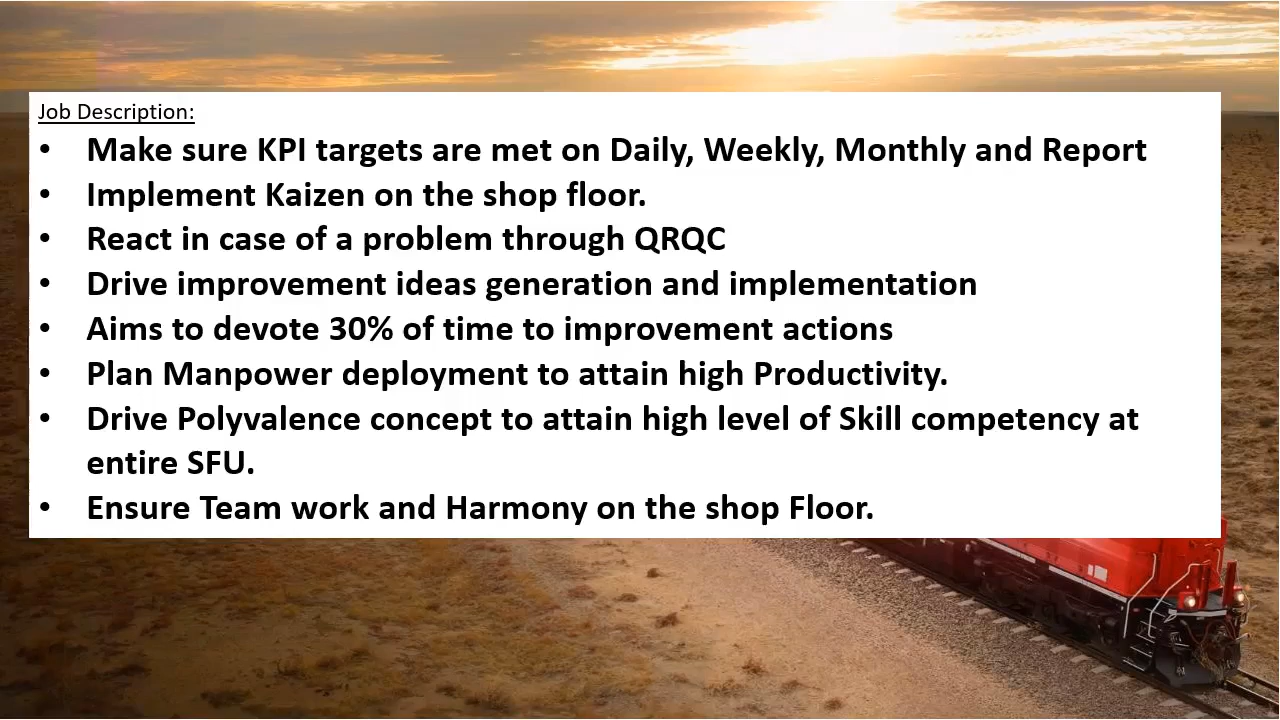 Job Description:
• Make sure KPI targets are met on Daily, Weekly, Monthly and Report
• Implement Kaizen on the shop floor.
• React in case of a problem through QRQC
• Drive improvement ideas generation and implementation
• Aims to devote 30% of time to improvement actions
• Plan Manpower deployment to attain high Productivity.
• Drive Polyvalence concept to attain high level of Skill competency at
entire SFU.
• Ensure Team work and Harmony on the shop Floor.